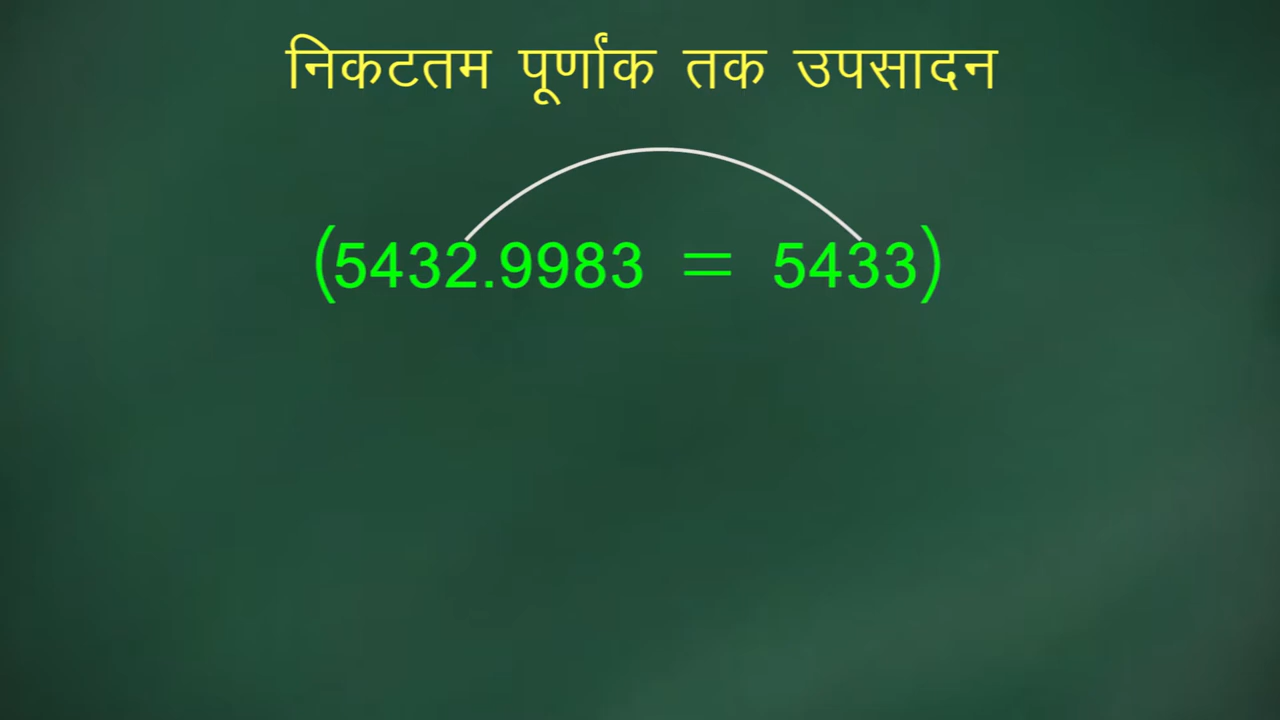 निकटतम पूर्णांक तक उपसादन
(5432.9983 = 5433)